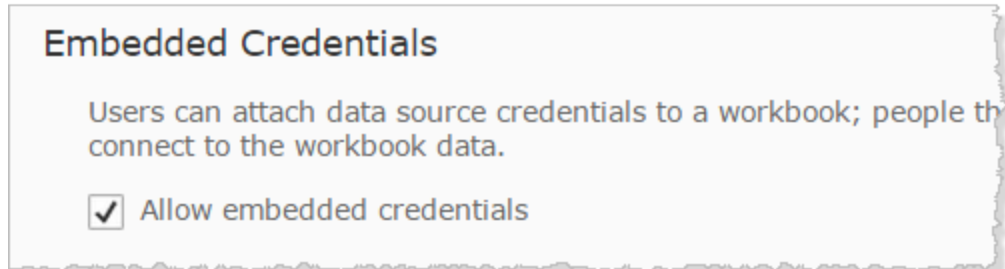 Embedded Credentials
Users can attach data source credentials to a workbook; people
connect to the workbook data.
Allow embedded credentials